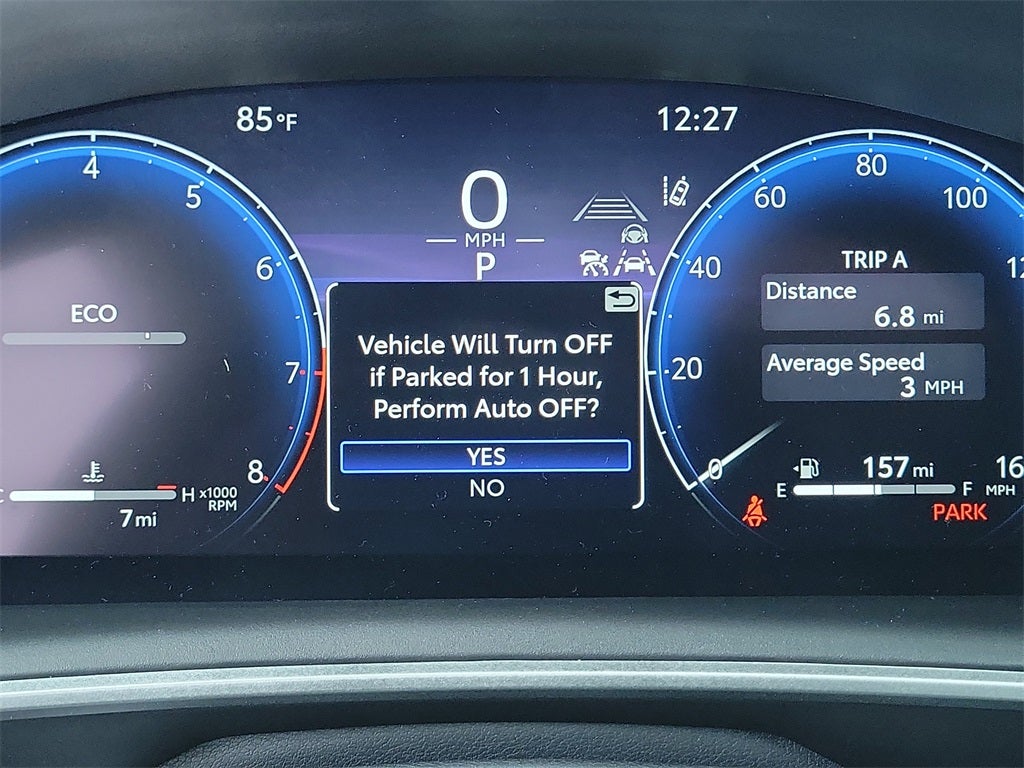 85°F
12:27
4
5
6
7
8
x1000
RPM
ECO
H
7 mi
0
MPH
P
Vehicle Will Turn OFF
if Parked for 1 Hour,
Perform Auto OFF?
YES
NO
0
20
40
60
80
100
TRIP A
Distance
6.8 mi
Average Speed
3 MPH
157 mi
E
F
MPH
PARK